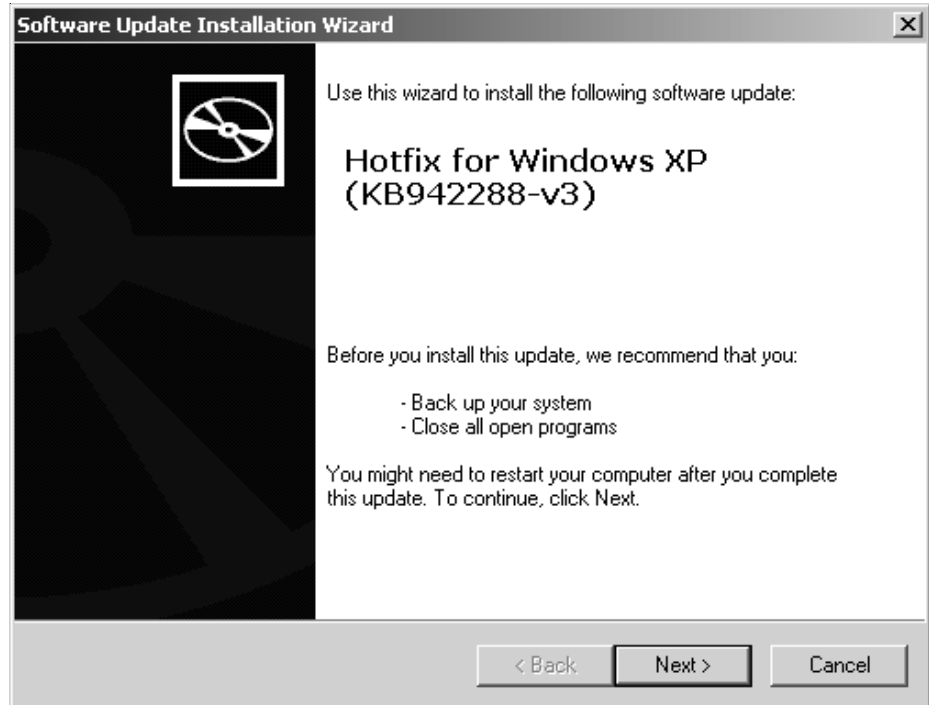 Software Update Installation Wizard
Use this wizard to install the following software update:
Hotfix for Windows XP
(KB942288-v3)
Before you install this update, we recommend that you:
- Back up your system
- Close all open programs
You might need to restart your computer after you complete
this update. To continue, click Next.
< Back
Next >
Cancel